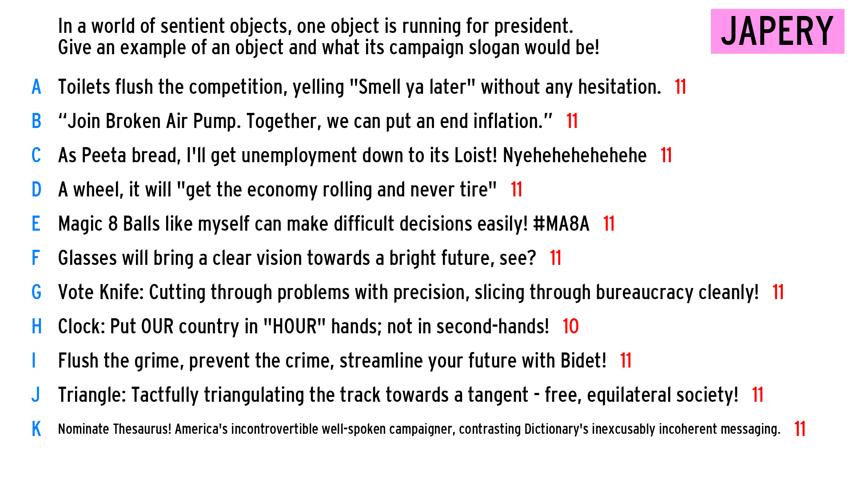 In a world of sentient objects, one object is running for president.
Give an example of an object and what its campaign slogan would be!
JAPERY
A Toilets flush the competition, yelling "Smell ya later" without any hesitation. 11
B “Join Broken Air Pump. Together, we can put an end inflation.” 11
C As Peeta bread, I'll get unemployment down to its Loist! Nyehehehehehehe 11
D A wheel, it will "get the economy rolling and never tire" 11
E Magic 8 Balls like myself can make difficult decisions easily! #MA8A 11
F Glasses will bring a clear vision towards a bright future, see? 11
G Vote Knife: Cutting through problems with precision, slicing through bureaucracy cleanly! 11
H Clock: Put OUR country in "HOUR" hands; not in second-hands! 10
I Flush the grime, prevent the crime, streamline your future with Bidet! 11
J Triangle: Tactfully triangulating the track towards a tangent - free, equilateral society! 11
K Nominate Thesaurus! America's incontrovertible well-spoken campaigner, contrasting Dictionary's inexcusably incoherent messaging. 11